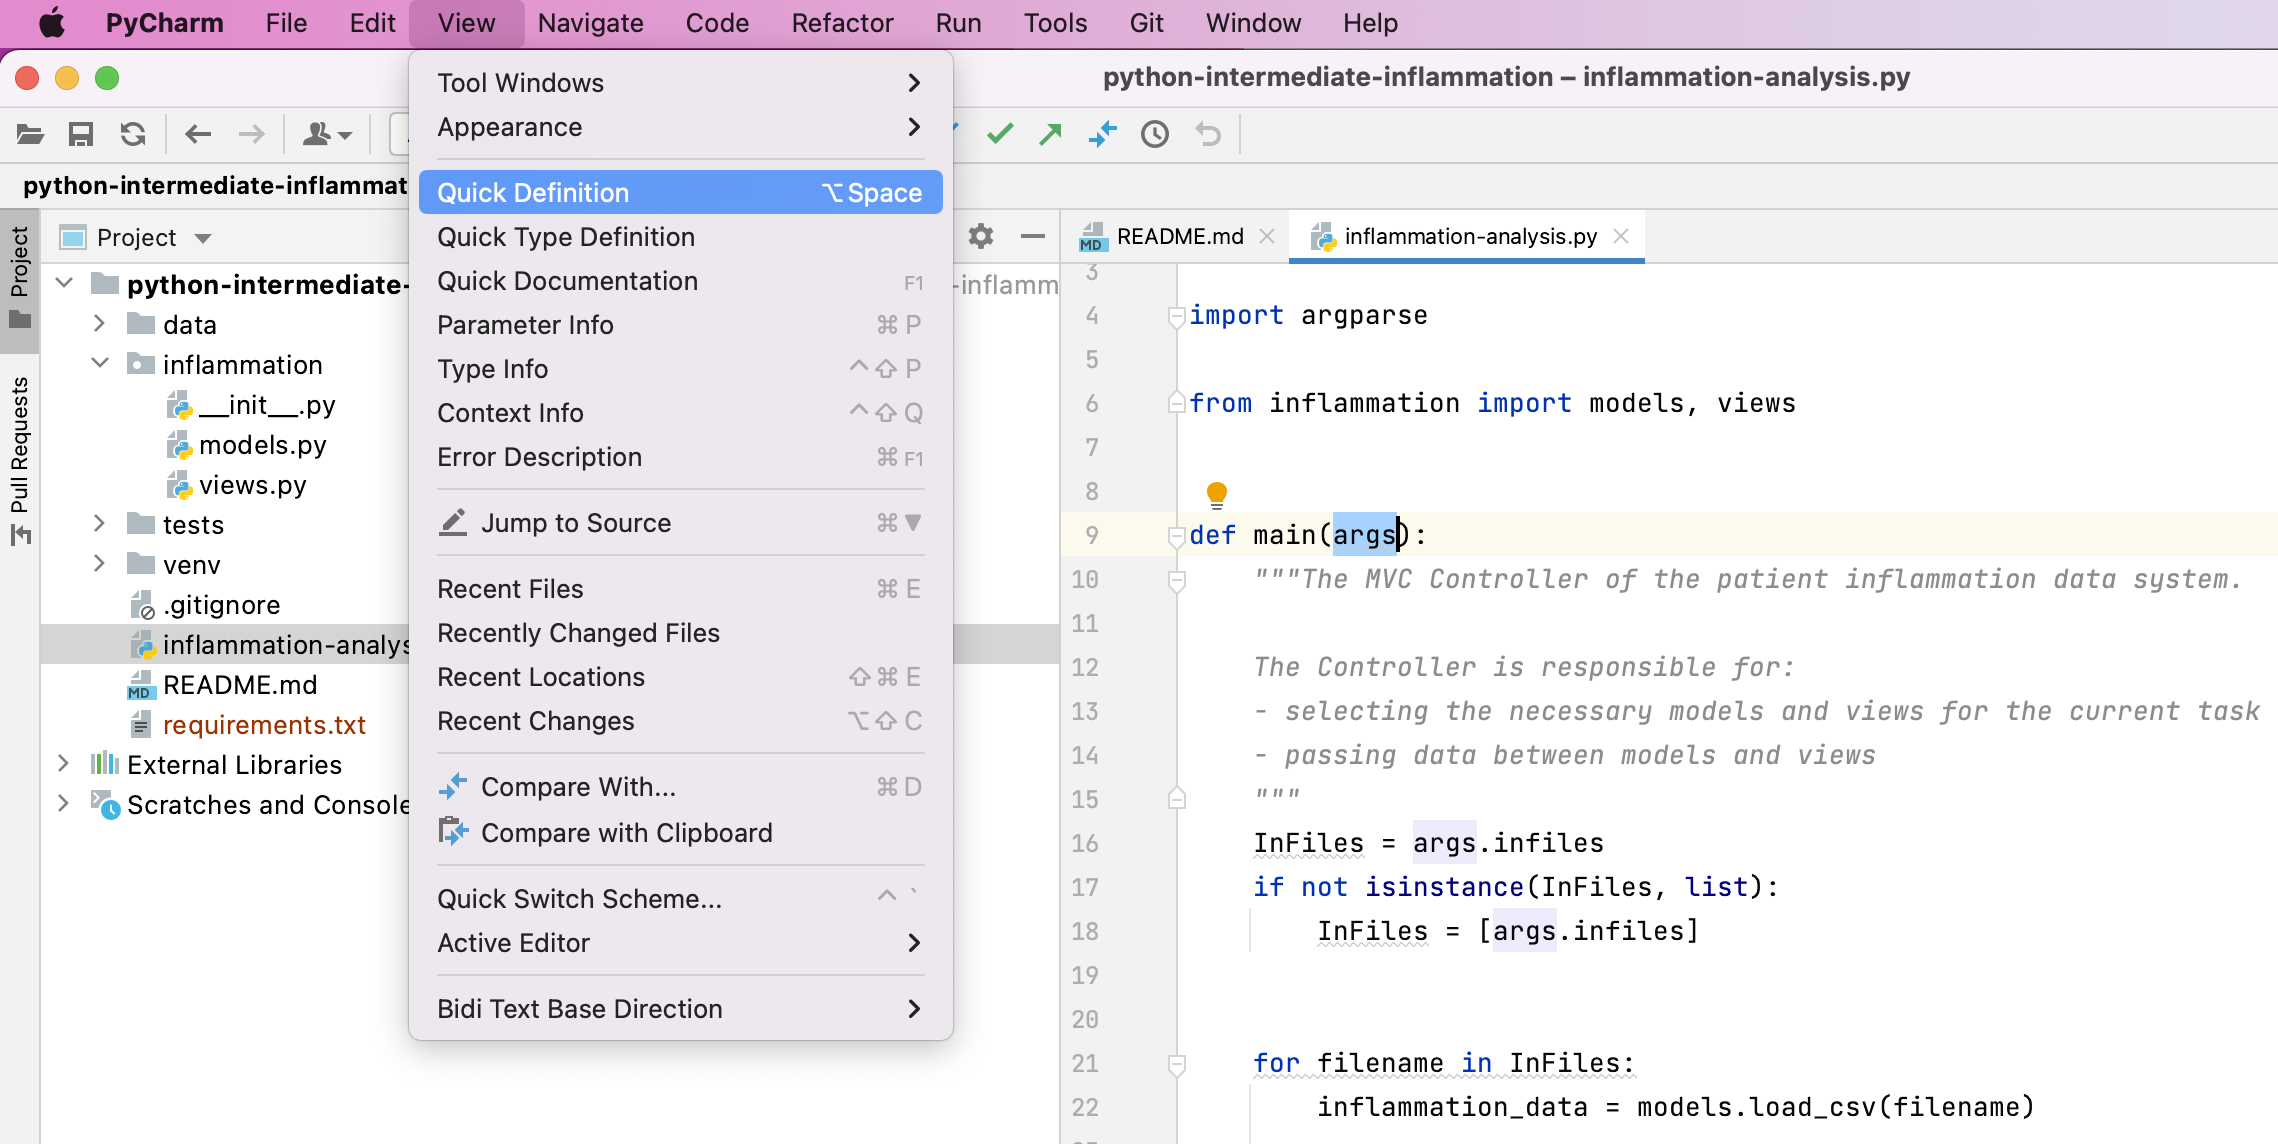 PyCharm File Edit View Navigate Code Refactor Run Tools Git Window Help
python-intermediate-inflammation – inflammation-analysis.py
python-intermediate-inflammat
Project
Pull Requests
Project
python-intermediate-
-inflamm
data
inflammation
__init__.py
models.py
views.py
tests
venv
.gitignore
inflammation-analys
MD README.md
requirements.txt
External Libraries
Scratches and Console
Tool Windows
Appearance
Quick Definition ⌥Space
Quick Type Definition
Quick Documentation F1
Parameter Info ⌘ P
Type Info ^⇧ P
Context Info ^⇧ Q
Error Description ⌘ F1
Jump to Source ⌘▼
Recent Files ⌘ E
Recently Changed Files
Recent Locations ⇧⌘ E
Recent Changes ⌥⇧ C
Compare With... ⌘ D
Compare with Clipboard
Quick Switch Scheme... ^ `
Active Editor
Bidi Text Base Direction
MD README.md
inflammation-analysis.py
3
4 import argparse
5
6 from inflammation import models, views
7
8
9 def main(args):
10 """The MVC Controller of the patient inflammation data system.
11
12 The Controller is responsible for:
13 - selecting the necessary models and views for the current task
14 - passing data between models and views
15 """
16 InFiles = args.infiles
17 if not isinstance(InFiles, list):
18 InFiles = [args.infiles]
19
20
21 for filename in InFiles:
22 inflammation_data = models.load_csv(filename)